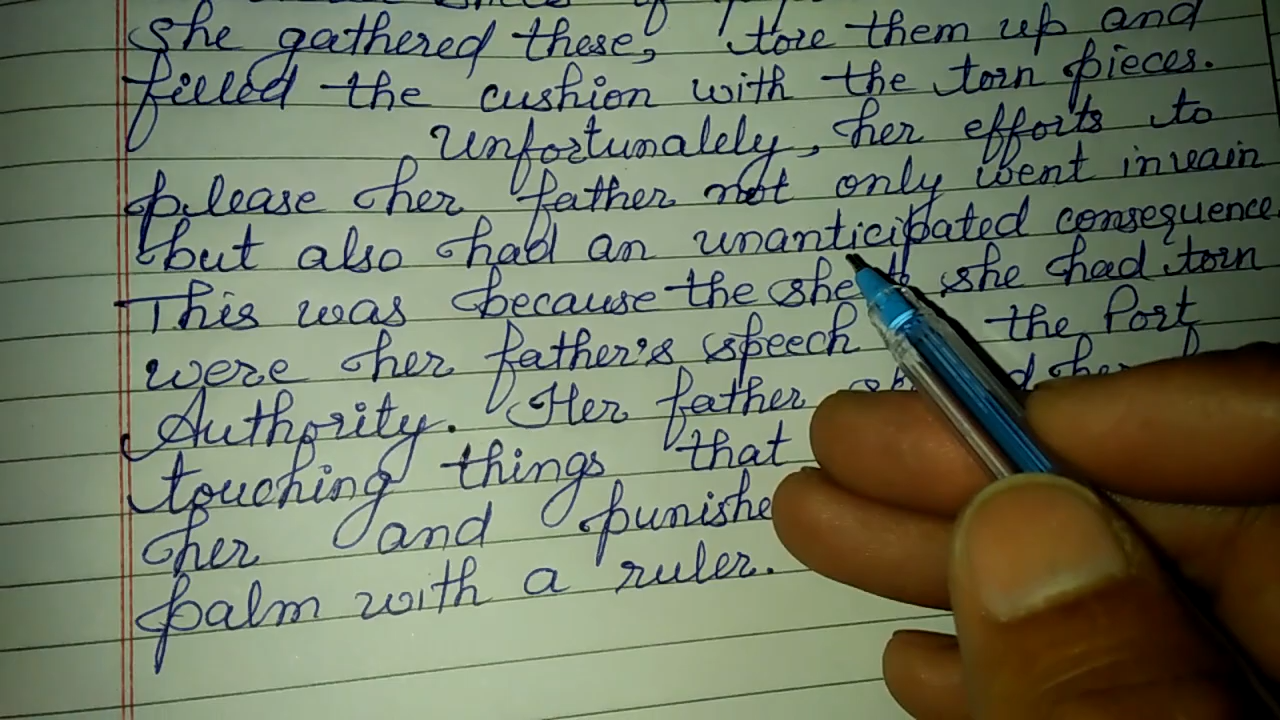 She gathered these, tore them up and
filled the cushion with the torn pieces.
Unfortunalely, her efforts to
please her father not only went invain
but also had an unanticipated consequence.
This was because the she she had torn
were her father's speech the Port
Authority. Her father
touching things that
her and punishe
palm with a ruler.